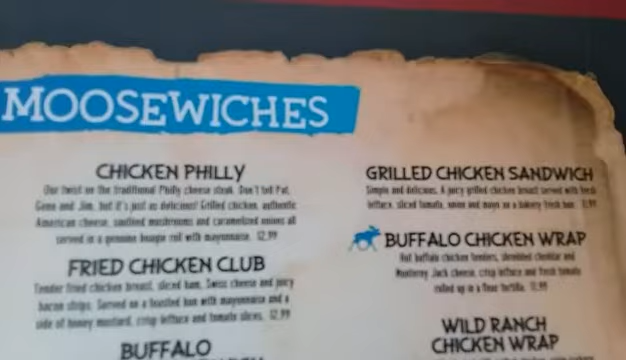 MOOSEWICHES
CHICKEN PHILLY
Our twist on the traditional Philly cheese steak. Don't tell Pat,
Geno and Jim, but it's just as delicious! Grilled chicken, authentic
American cheese, sautéed mushrooms and caramelized onions all
served in a genuine hoagie roll with mayonnaise. 12.99
FRIED CHICKEN CLUB
Tender fried chicken breast, sliced ham, Swiss cheese and juicy
bacon strips. Served on a toasted bun with mayonnaise and a
side of honey mustard, crisp lettuce and tomato slices. 12.99
BUFFALO
GRILLED CHICKEN SANDWICH
Simple and delicious. A juicy grilled chicken breast served with fresh
lettuce, sliced tomato, onion and mayo on a bakery fresh bun.
BUFFALO CHICKEN WRAP
Hot buffalo chicken tenders, shredded cheddar and
Monterey Jack cheese, crisp lettuce and fresh tomato
rolled up in a flour tortilla.
WILD RANCH
CHICKEN WRAP